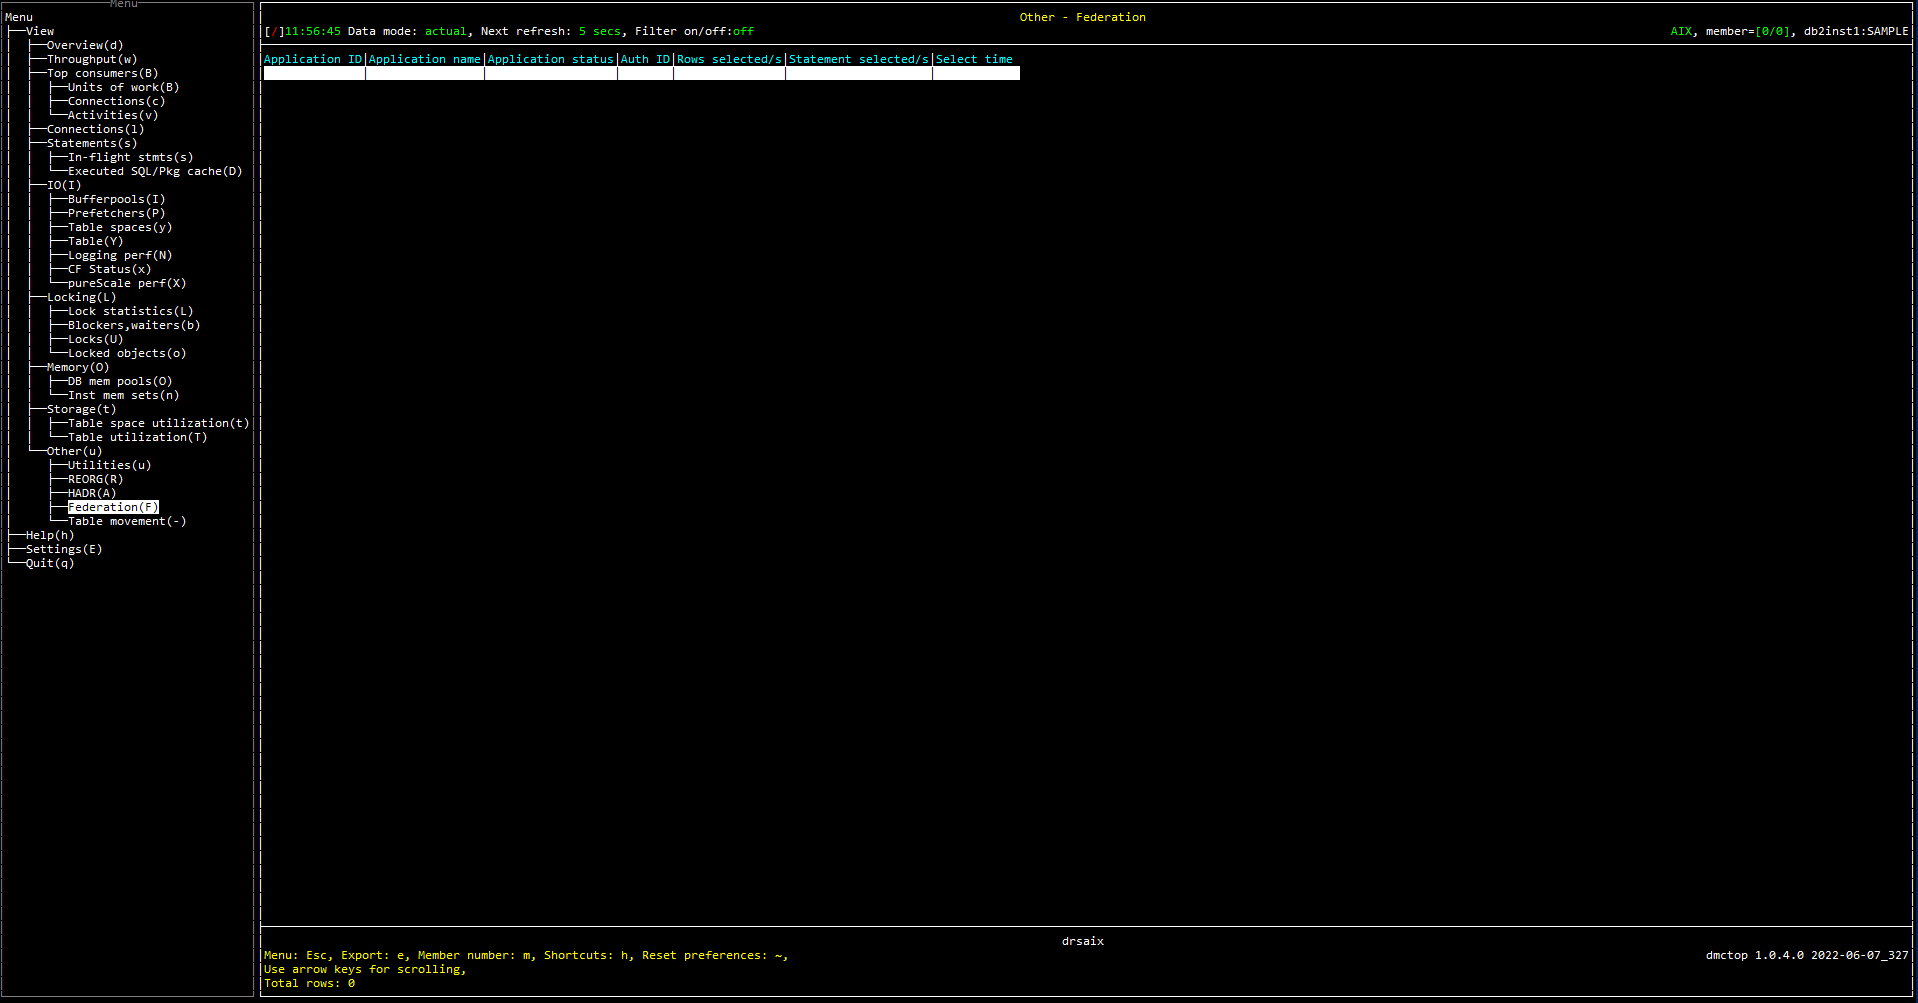 Menu
Menu
View
Overview(d)
Throughput(w)
Top consumers(B)
Units of work(B)
Connections(c)
Activities(v)
Connections(l)
Statements(s)
In-flight stmts(s)
Executed SQL/Pkg cache(D)
IO(I)
Bufferpools(I)
Prefetchers(P)
Table spaces(y)
Table(Y)
Logging perf(N)
CF Status(x)
pureScale perf(X)
Locking(L)
Lock statistics(L)
Blockers,waiters(b)
Locks(U)
Locked objects(o)
Memory(O)
DB mem pools(O)
Inst mem sets(n)
Storage(t)
Table space utilization(t)
Table utilization(T)
Other(u)
Utilities(u)
REORG(R)
HADR(A)
Federation(F)
Table movement(-)
Help(h)
Settings(E)
Quit(q)
Other - Federation
[/]11:56:45 Data mode: actual, Next refresh: 5 secs, Filter on/off:off AIX, member=[0/0], db2inst1:SAMPLE
Application ID|Application name|Application status|Auth ID|Rows selected/s|Statement selected/s|Select time
drsaix
Menu: Esc, Export: e, Member number: m, Shortcuts: h, Reset preferences: ~, dmctop 1.0.4.0 2022-06-07_327
Use arrow keys for scrolling,
Total rows: 0